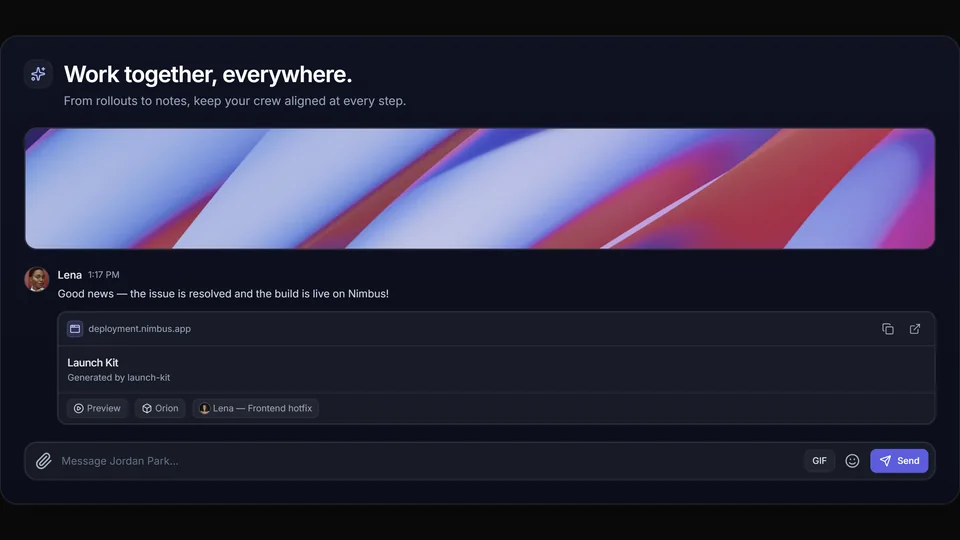 Work together, everywhere.
From rollouts to notes, keep your crew aligned at every step.
Lena 1:17 PM
Good news — the issue is resolved and the build is live on Nimbus!
deployment.nimbus.app
Launch Kit
Generated by launch-kit
Preview Orion Lena — Frontend hotfix
Message Jordan Park... GIF Send